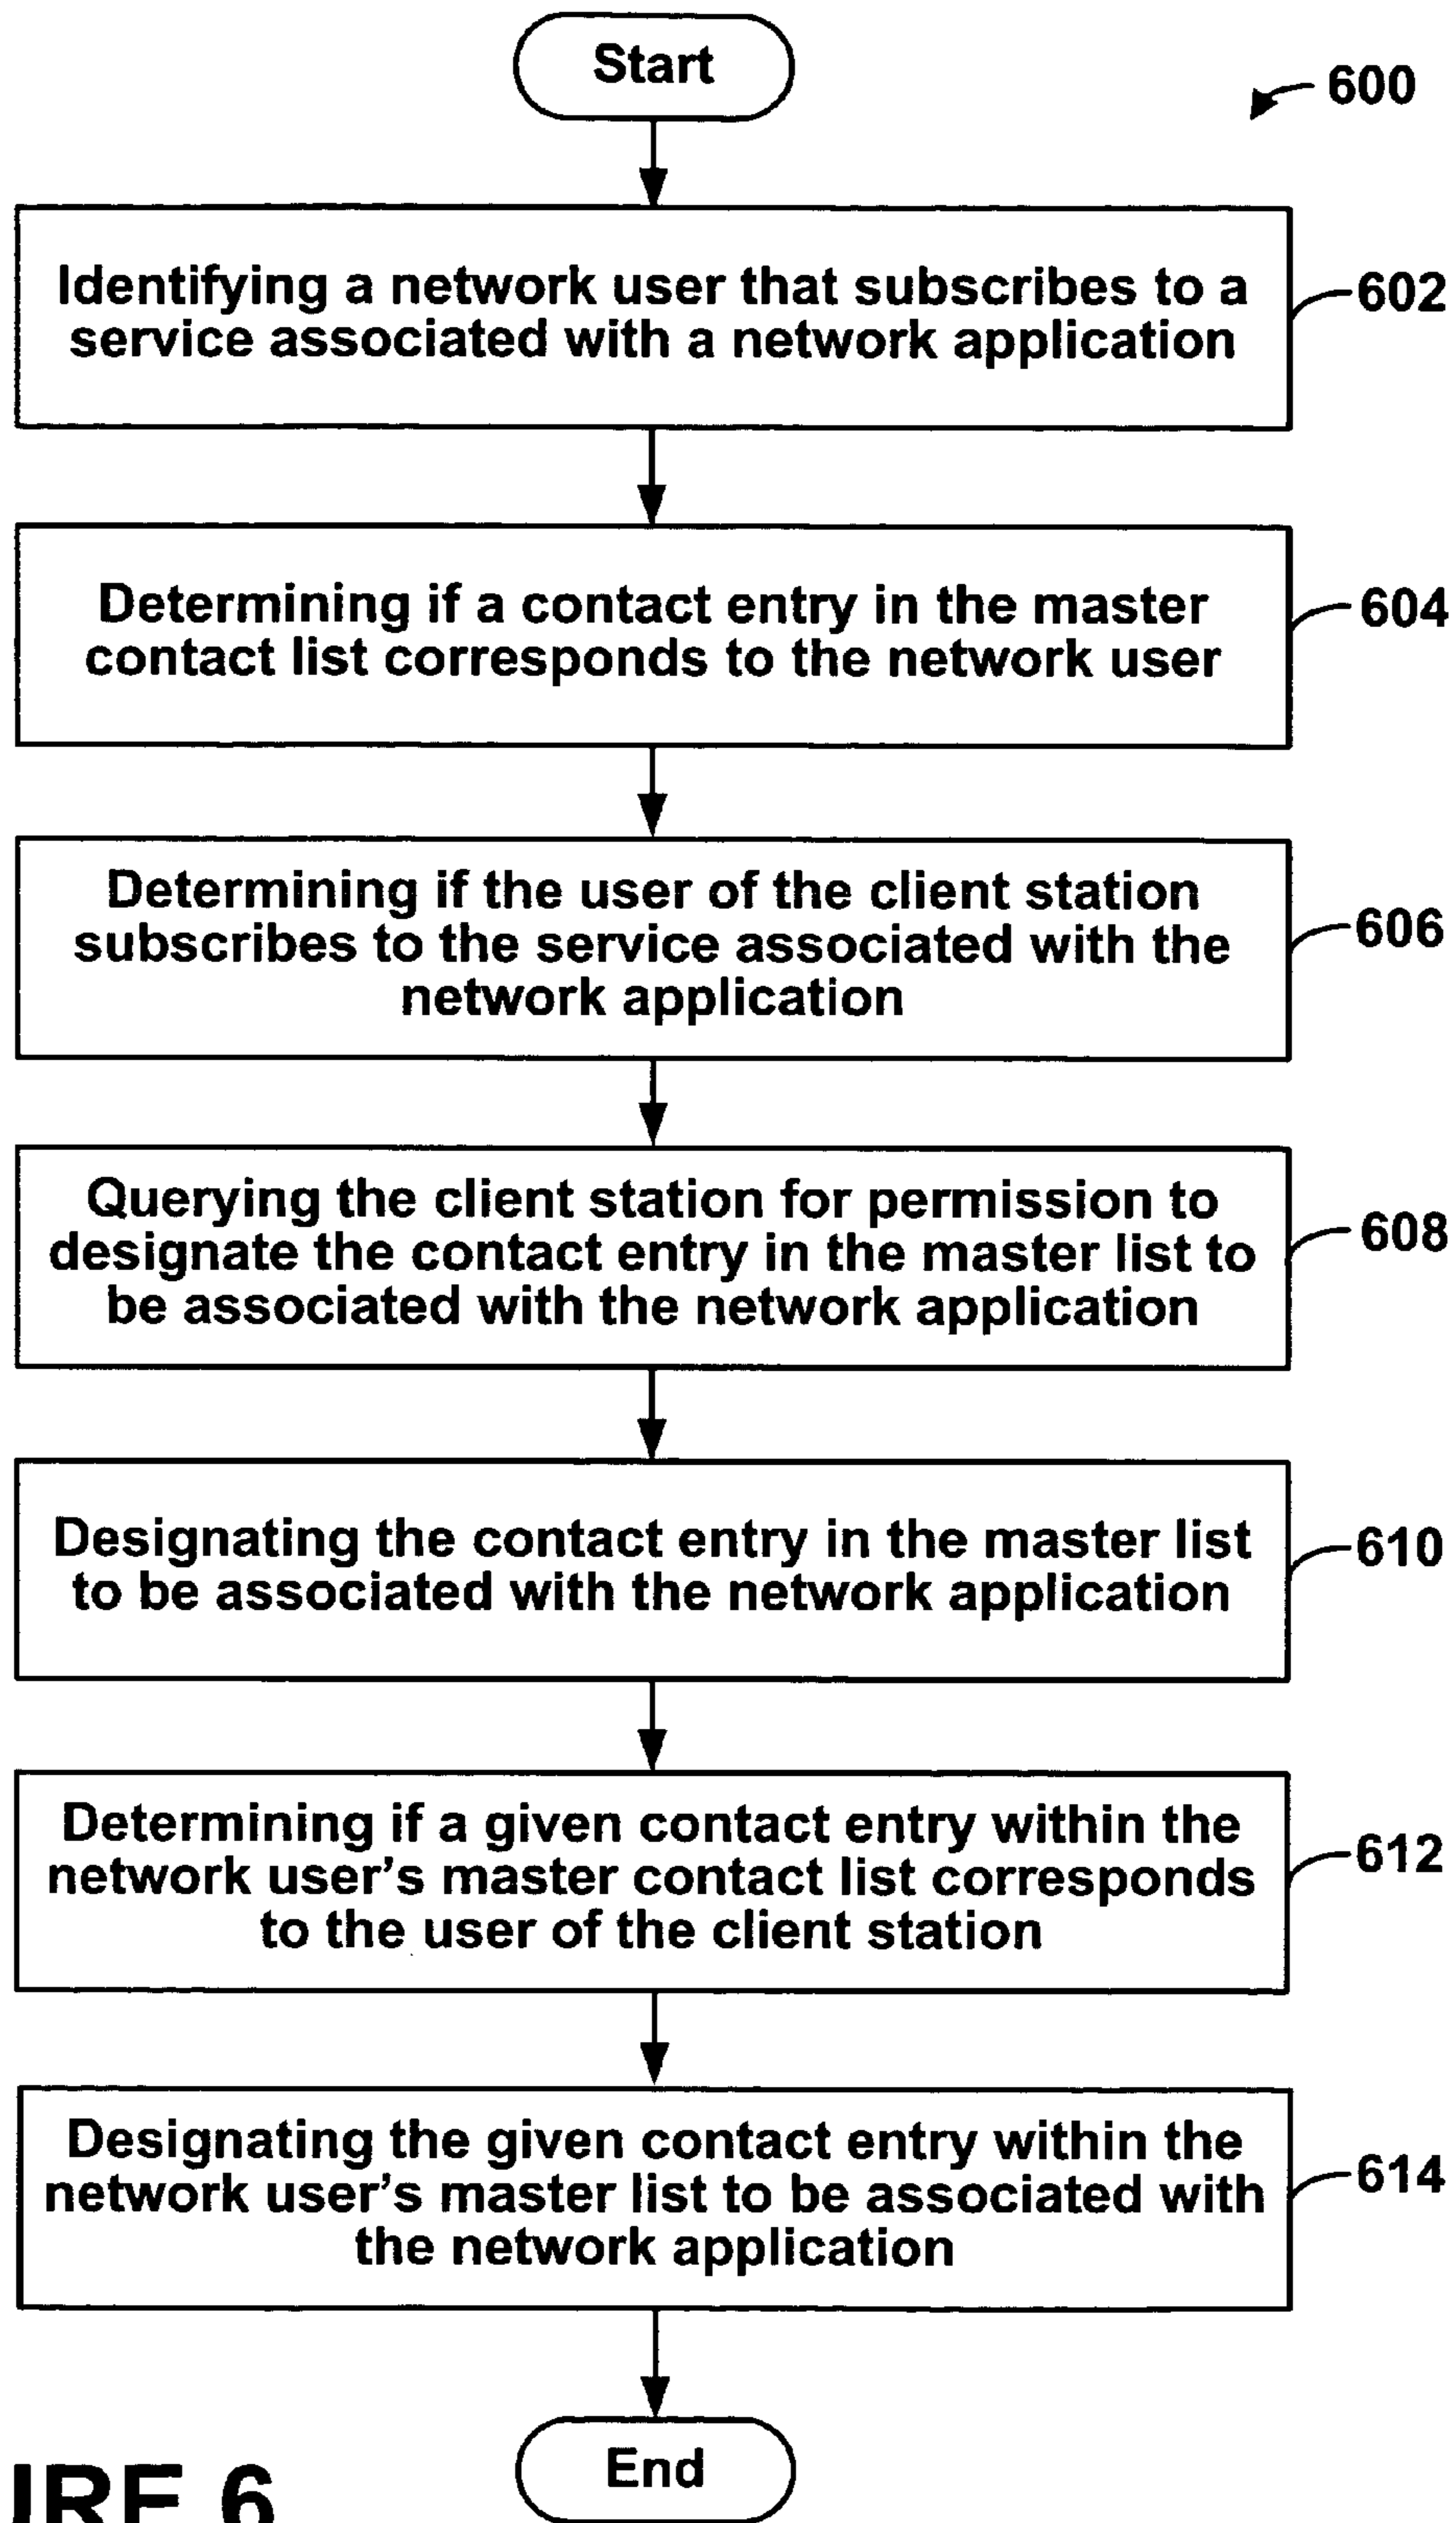 Start
600
Identifying a network user that subscribes to a
service associated with a network application
602
Determining if a contact entry in the master
contact list corresponds to the network user
604
Determining if the user of the client station
subscribes to the service associated with the
network application
606
Querying the client station for permission to
designate the contact entry in the master list to
be associated with the network application
608
Designating the contact entry in the master list
to be associated with the network application
610
Determining if a given contact entry within the
network user's master contact list corresponds
to the user of the client station
612
Designating the given contact entry within the
network user's master list to be associated with
the network application
614
End
6